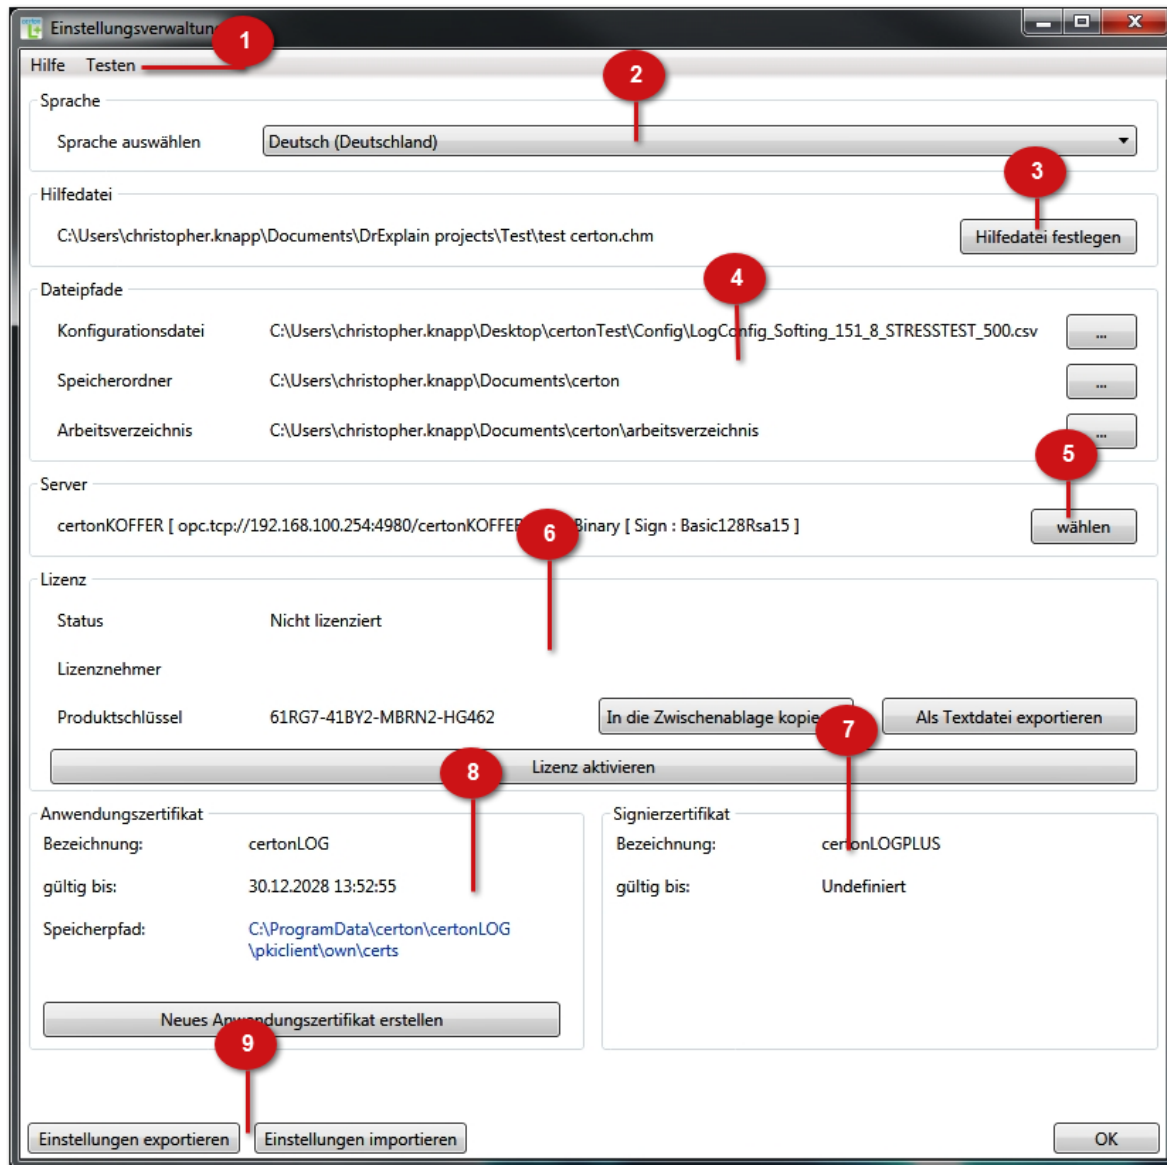 Einstellungsverwaltun
1
Hilfe Testen
2
Sprache
Sprache auswählen Deutsch (Deutschland)
3
Hilfedatei
C:\Users\christopher.knapp\Documents\DrExplain projects\Test\test certon.chm Hilfedatei festlegen
4
Dateipfade
Konfigurationsdatei C:\Users\christopher.knapp\Desktop\certonTest\Config\LogConfig_Softing_151_8_STRESSTEST_500.csv ...
Speicherordner C:\Users\christopher.knapp\Documents\certon ...
Arbeitsverzeichnis C:\Users\christopher.knapp\Documents\certon\arbeitsverzeichnis ...
5
Server
certonKOFFER [ opc.tcp://192.168.100.254:4980/certonKOFFE Binary [ Sign : Basic128Rsa15 ] wählen
6
Lizenz
Status Nicht lizenziert
Lizenznehmer
Produktschlüssel 61RG7-41BY2-MBRN2-HG462 In die Zwischenablage kopie Als Textdatei exportieren
7
Lizenz aktivieren
8
Anwendungszertifikat Signierzertifikat
Bezeichnung: certonLOG Bezeichnung: certonLOGPLUS
gültig bis: 30.12.2028 13:52:55 gültig bis: Undefiniert
Speicherpfad: C:\ProgramData\certon\certonLOG
\pkiclient\own\certs
Neues Anwendungszertifikat erstellen
9
Einstellungen exportieren Einstellungen importieren OK